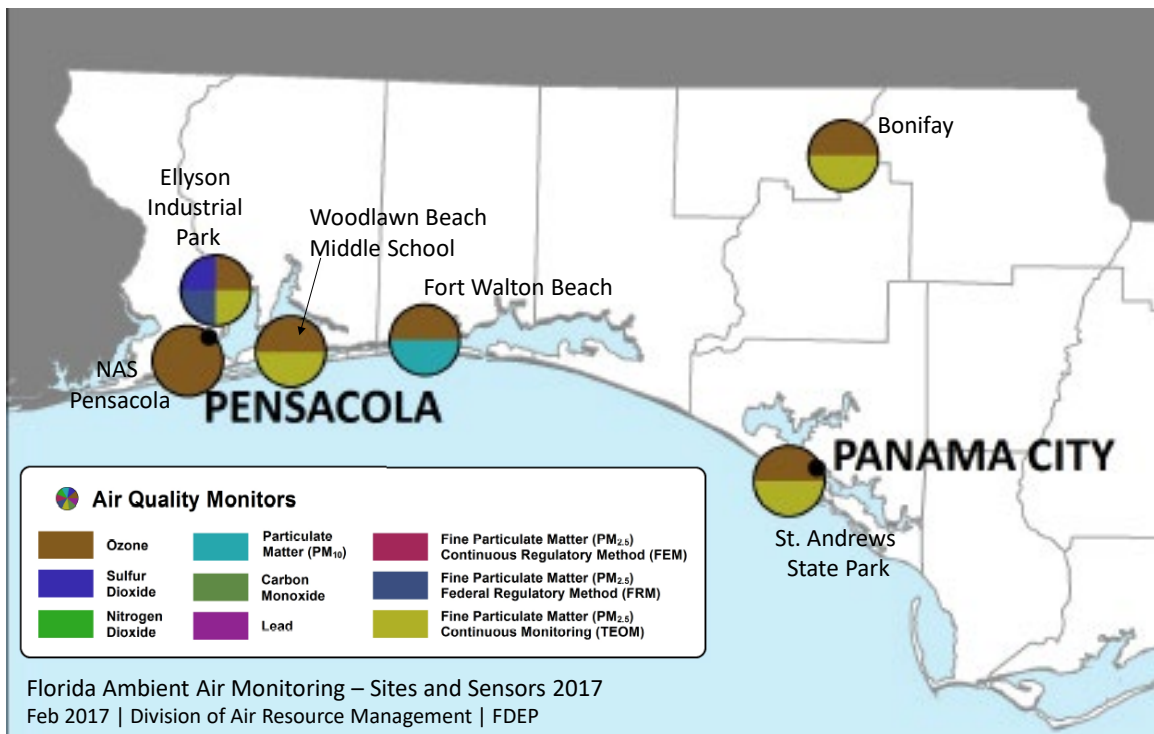 Bonifay
Ellyson
Industrial
Park
Woodlawn Beach
Middle School
Fort Walton Beach
NAS
Pensacola
PENSACOLA
PANAMA CITY
St. Andrews
State Park
Air Quality Monitors
Ozone
Sulfur
Dioxide
Nitrogen
Dioxide
Particulate
Matter (PM₁₀)
Carbon
Monoxide
Lead
Fine Particulate Matter (PM₂.₅)
Continuous Regulatory Method (FEM)
Fine Particulate Matter (PM₂.₅)
Federal Regulatory Method (FRM)
Fine Particulate Matter (PM₂.₅)
Continuous Monitoring (TEOM)
Florida Ambient Air Monitoring – Sites and Sensors 2017
Feb 2017 | Division of Air Resource Management | FDEP